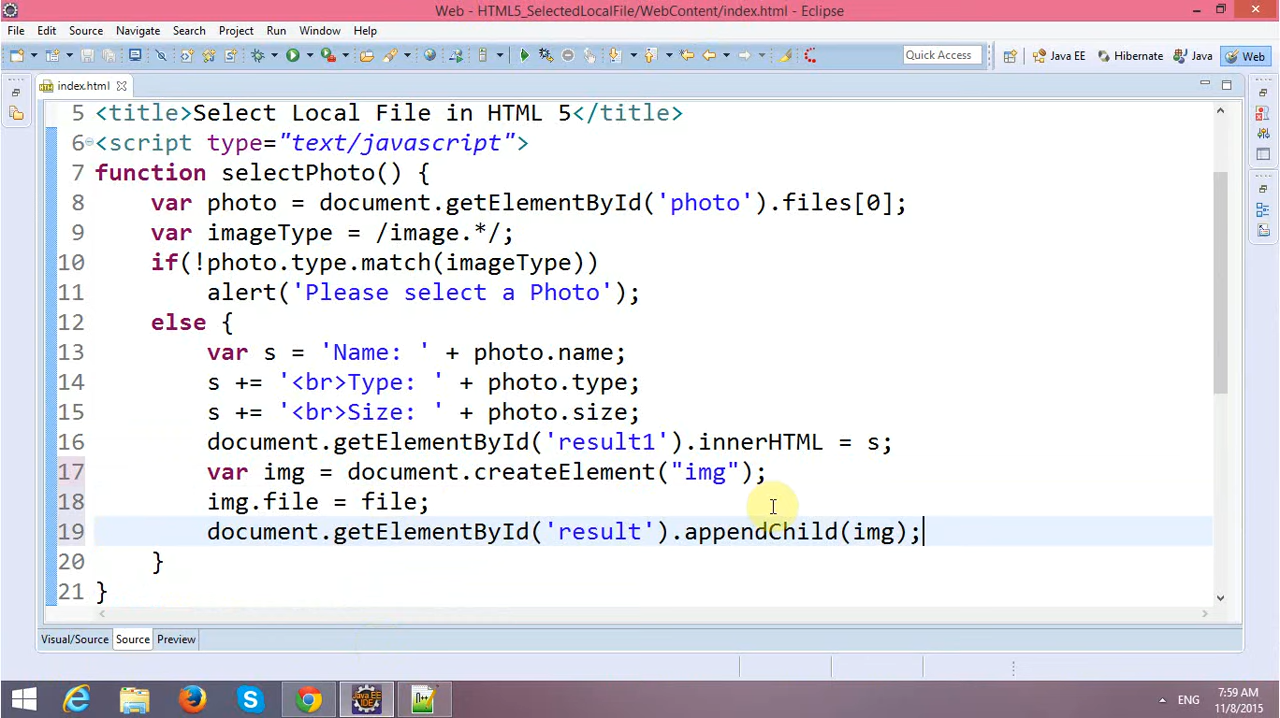 Web - HTML5_SelectedLocalFile/WebContent/index.html - Eclipse
File Edit Source Navigate Search Project Run Window Help
Quick Access Java EE Hibernate Java Web
index.html
5 <title>Select Local File in HTML 5</title>
6 <script type="text/javascript">
7 function selectPhoto() {
8 var photo = document.getElementById('photo').files[0];
9 var imageType = /image.*/;
10 if(!photo.type.match(imageType))
11 alert('Please select a Photo');
12 else {
13 var s = 'Name: ' + photo.name;
14 s += '<br>Type: ' + photo.type;
15 s += '<br>Size: ' + photo.size;
16 document.getElementById('result1').innerHTML = s;
17 var img = document.createElement("img");
18 img.file = file;
19 document.getElementById('result').appendChild(img);
20 }
21 }
Visual/Source Source Preview
ENG
7:59 AM
11/8/2015